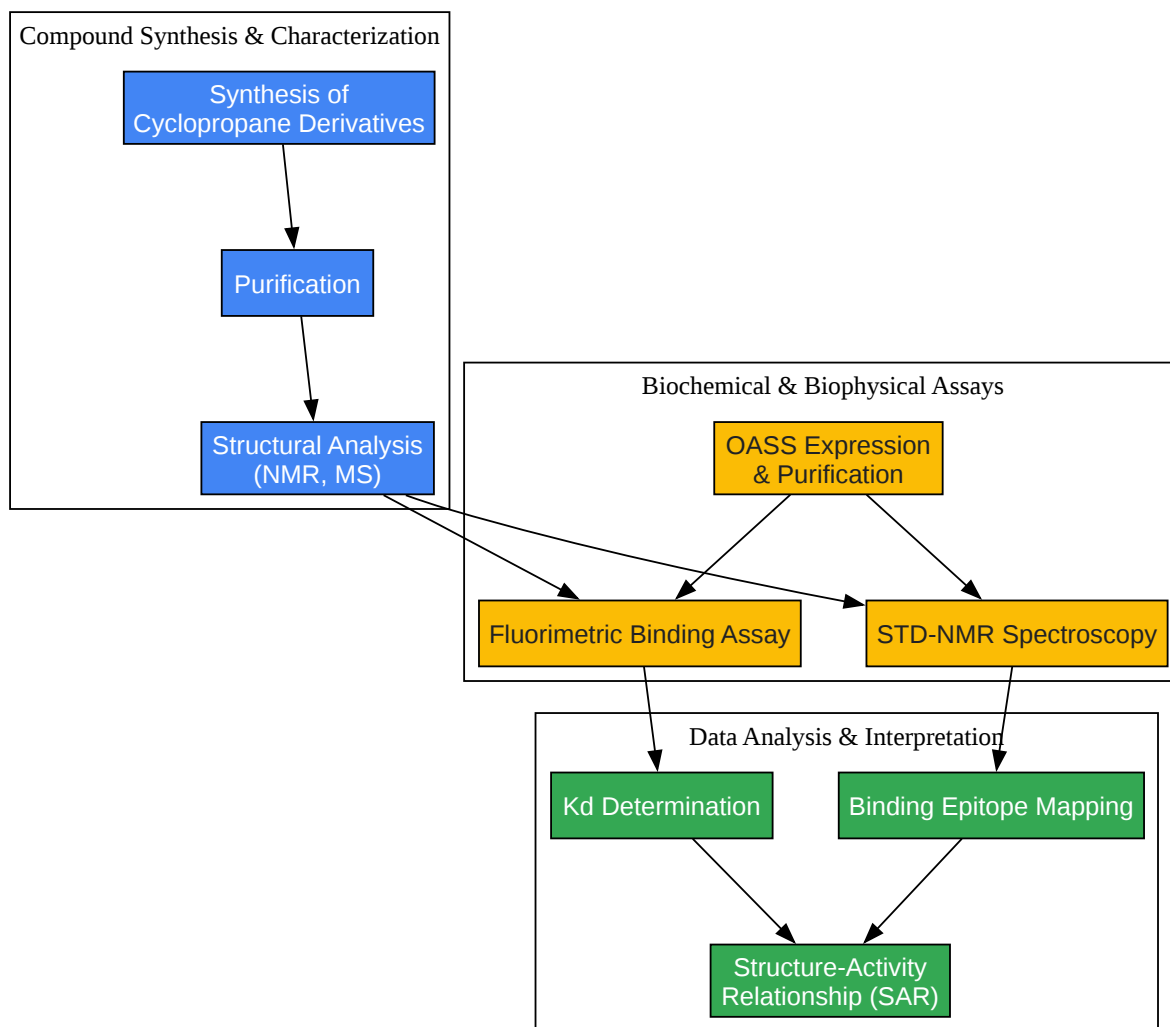 Compound Synthesis & Characterization
Synthesis of
Cyclopropane Derivatives
Purification
Structural Analysis
(NMR, MS)
Biochemical & Biophysical Assays
OASS Expression
& Purification
Fluorimetric Binding Assay
STD-NMR Spectroscopy
Data Analysis & Interpretation
Kd Determination
Binding Epitope Mapping
Structure-Activity
Relationship (SAR)